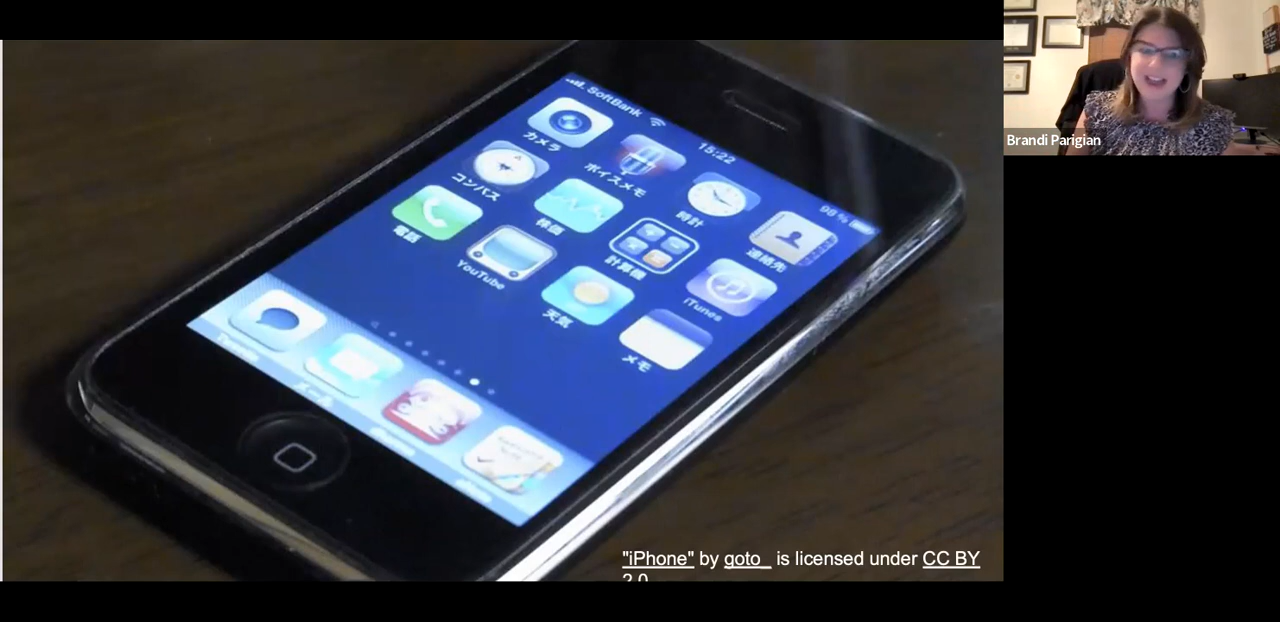 SoftBank
15:22
98%
カメラ
ボイスメモ
時計
連絡先
コンパス
株価
計算機
iTunes
電話
YouTube
天気
メモ
Brandi Parigian
"iPhone" by goto_ is licensed under CC BY
2.0